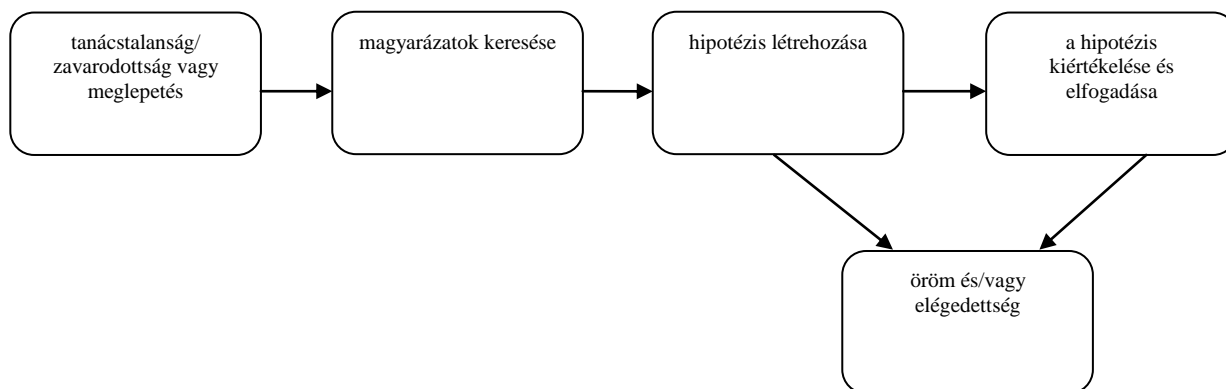 tanácstalanság/
zavarodottság vagy
meglepetés
magyarázatok keresése
hipotézis létrehozása
a hipotézis
kiértékelése és
elfogadása
öröm és/vagy
elégedettség